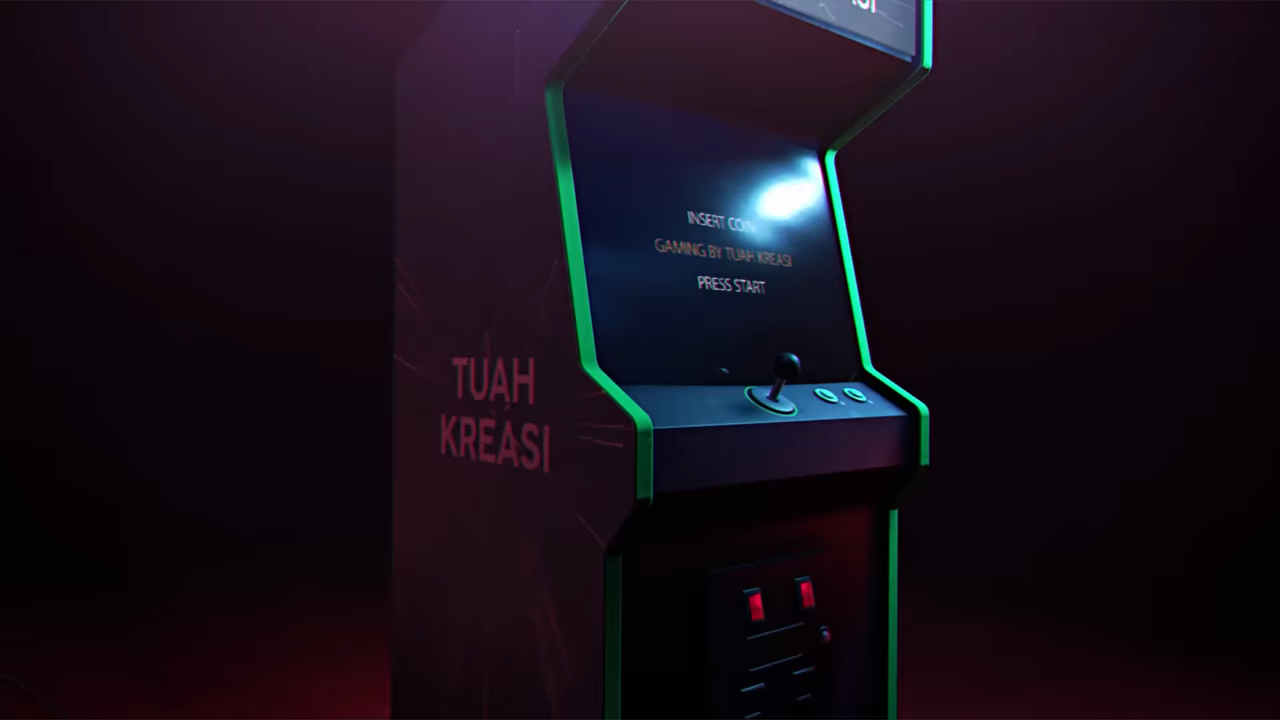 INSERT COIN
GAMING BY TUAH KREASI
PRESS START
TUAH
KREASI